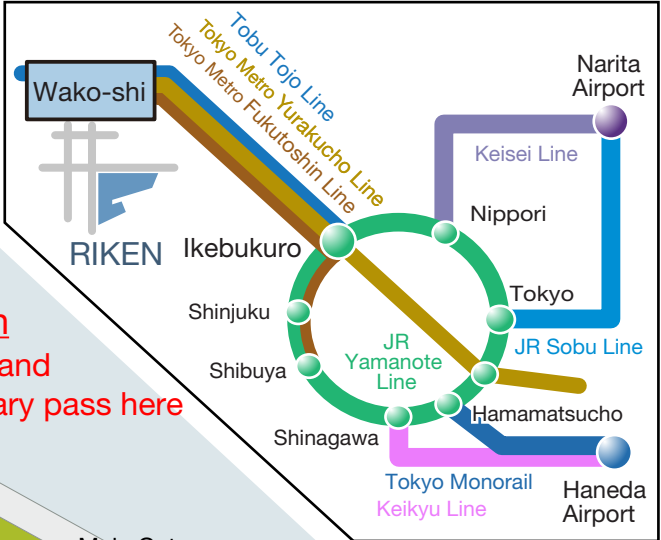 Tobu Tojo Line
Tokyo Metro Yurakucho Line
Tokyo Metro Fukutoshin Line
Wako-shi
RIKEN
Narita
Airport
Keisei Line
Nippori
Ikebukuro
Tokyo
Shinjuku
JR
Yamanote
Line
JR Sobu Line
Shibuya
Hamamatsucho
Shinagawa
Tokyo Monorail
Keikyu Line
Haneda
Airport
and
ary pass here